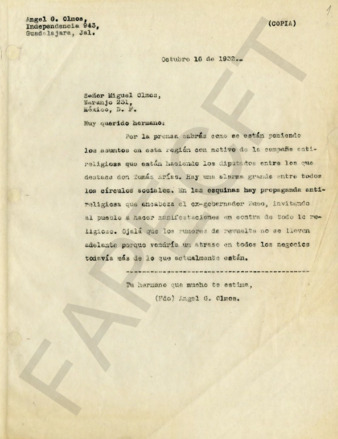 Angel G. Olmos,
Independencia 943,
Guadalajara, Jal.
(COPIA)
Octubre 15 de 1932.
Señor Miguel Olmos,
Naranjo 251,
México, D. F.
Muy querido hermano:
Por la prensa sabrás como se están poniendo
los asuntos en esta región con motivo de la campaña anti-
religiosa que están haciendo los diputados entre los que
destaca don Tomás Arias. Hay una alarma grande entre todos
los círculos sociales. En las esquinas hay propaganda anti-
religiosa que encabeza el ex-gobernador invitando
al pueblo a hacer manifestaciones en contra de todo lo re-
ligioso. Ojalá que los rumores de revuelta no se lleven
adelante porque vendría un atraso en todos los negocios
todavía más de lo que actualmente están.
Tu hermano que mucho te estima,
(Fdo) Angel G. Olmos.
FAPECFT